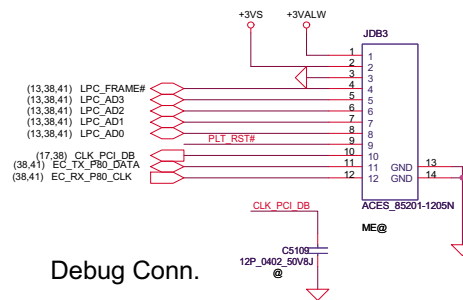 +3VS +3VALW
JDB3
1 1
2 2
3 3
(13,38,41) LPC_FRAME# 4 4
(13,38,41) LPC_AD3 5 5
(13,38,41) LPC_AD2 6 6
(13,38,41) LPC_AD1 7 7
(13,38,41) LPC_AD0 8 8
PLT_RST# 9 9
(17,38) CLK_PCI_DB 10 10
(38,41) EC_TX_P80_DATA 11 11 GND 13
(38,41) EC_RX_P80_CLK 12 12 GND 14
ACES_85201-1205N
CLK_PCI_DB
ME@
C5109
12P_0402_50V8J
@
Debug Conn.